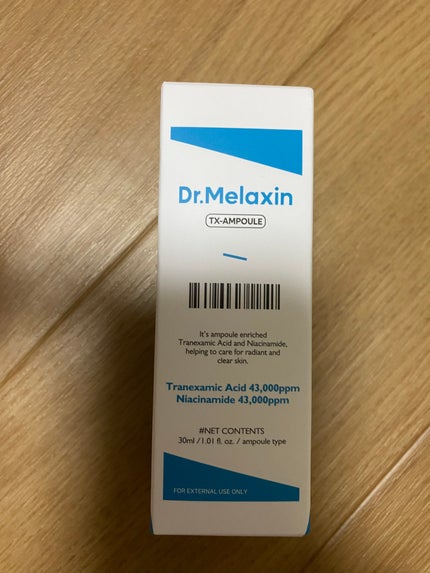 Dr.Melaxin
TX-AMPOULE
It's ampoule enriched
Tranexamic Acid and Niacinamide,
helping to care for radiant and
clear skin.
Tranexamic Acid 43,000ppm
Niacinamide 43,000ppm
#NET CONTENTS
30ml /1.01 fl. oz. / ampoule type
FOR EXTERNAL USE ONLY